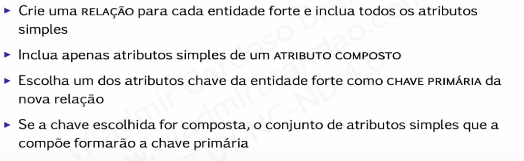 ▸ Crie uma RELAÇÃO para cada entidade forte e inclua todos os atributos
simples
▸ Inclua apenas atributos simples de um ATRIBUTO COMPOSTO
▸ Escolha um dos atributos chave da entidade forte como CHAVE PRIMÁRIA da
nova relação
▸ Se a chave escolhida for composta, o conjunto de atributos simples que a
compõe formarão a chave primária